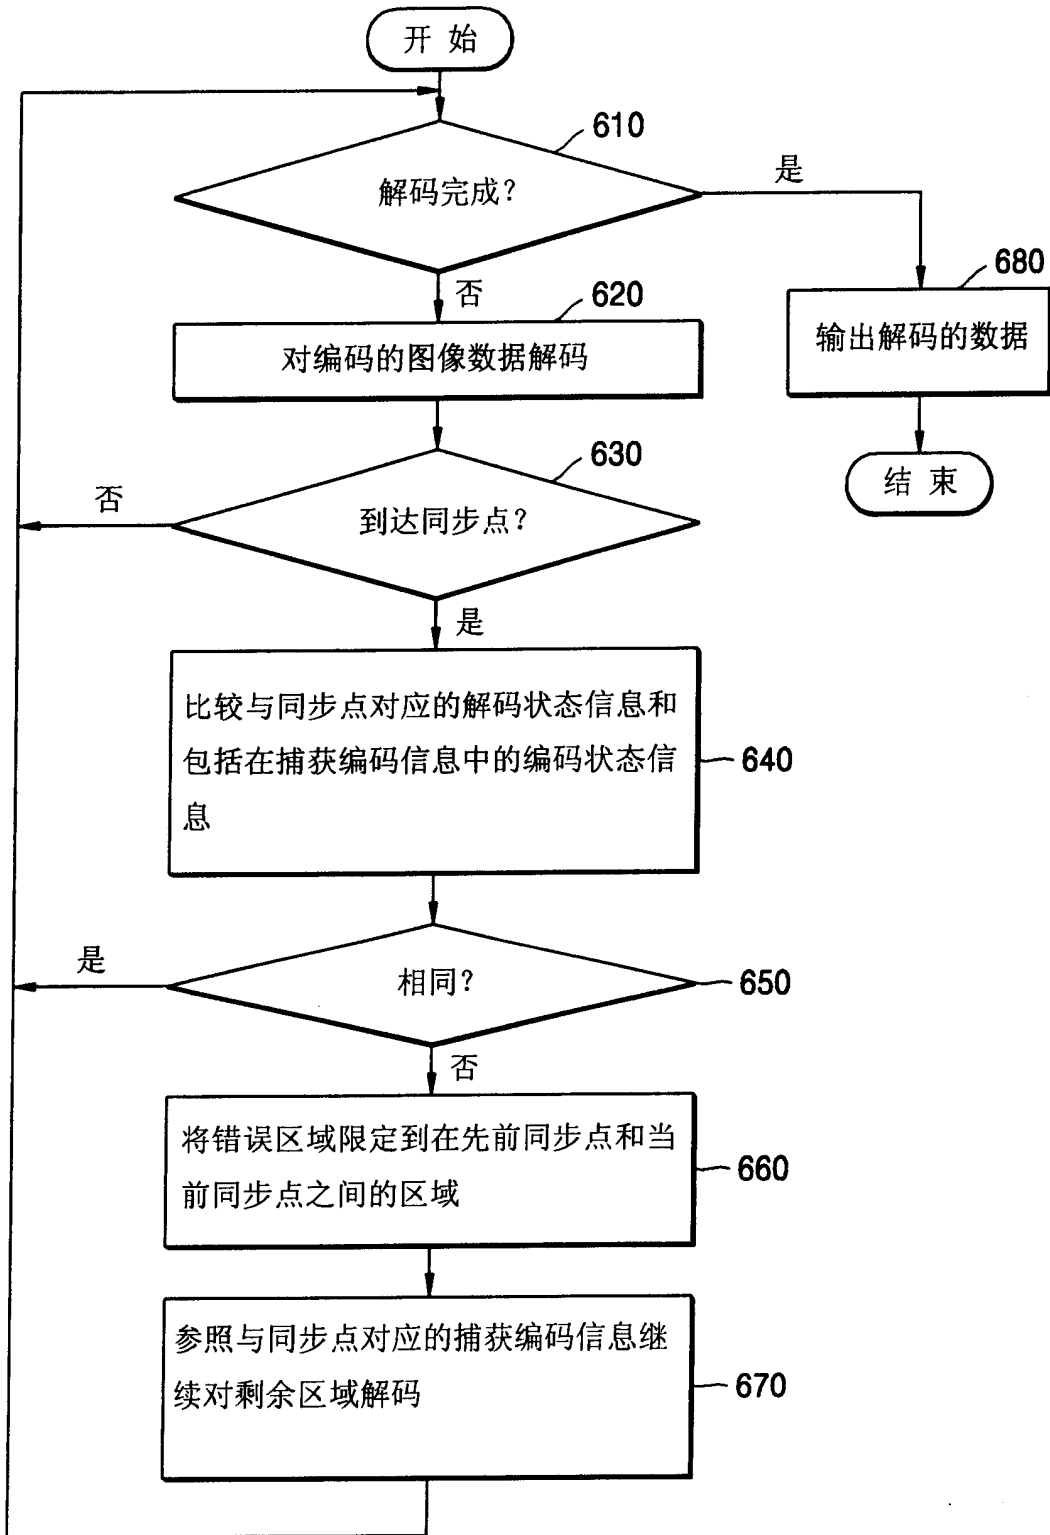 开 始
610
解码完成？
是
否
620
680
对编码的图像数据解码
输出解码的数据
630
结 束
否
到达同步点？
是
比较与同步点对应的解码状态信息和
包括在捕获编码信息中的编码状态信
息
640
是
相同？
650
否
将错误区域限定到在先前同步点和当
前同步点之间的区域
660
参照与同步点对应的捕获编码信息继
续对剩余区域解码
670